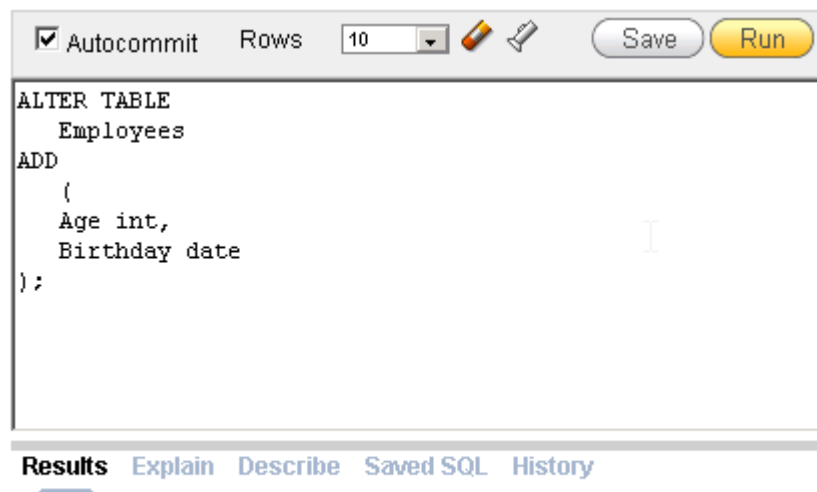 Autocommit Rows 10 Save Run
ALTER TABLE
Employees
ADD
(
Age int,
Birthday date
);
Results Explain Describe Saved SQL History